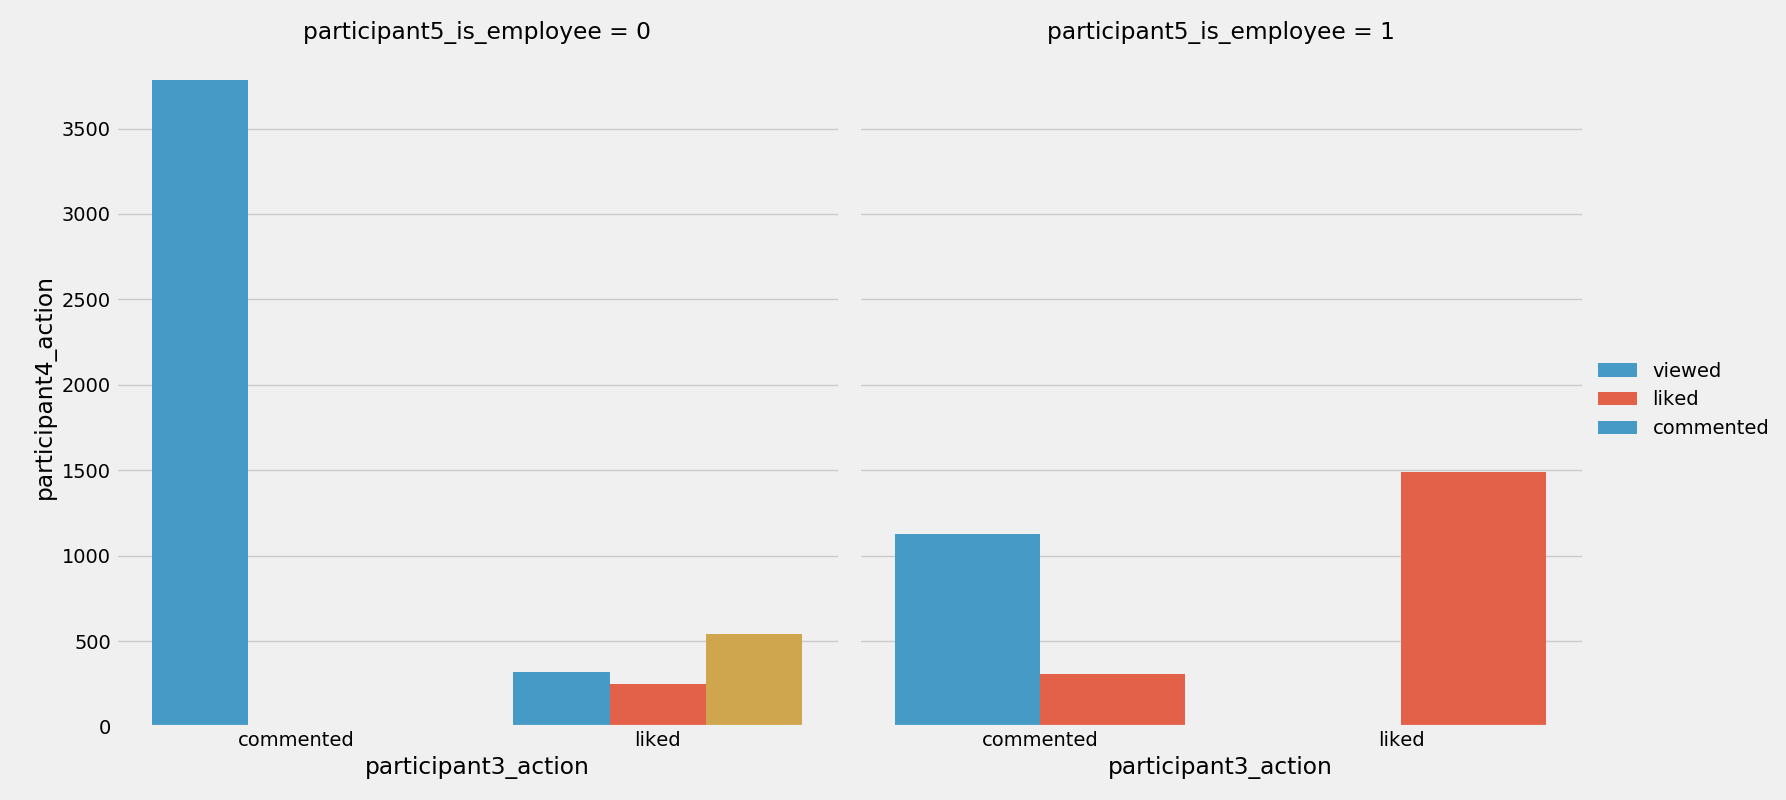 participant5_is_employee = 0
participant5_is_employee = 1
participant4_action
3500
3000
2500
2000
1500
1000
500
0
commented
liked
commented
liked
participant3_action
participant3_action
viewed
liked
commented